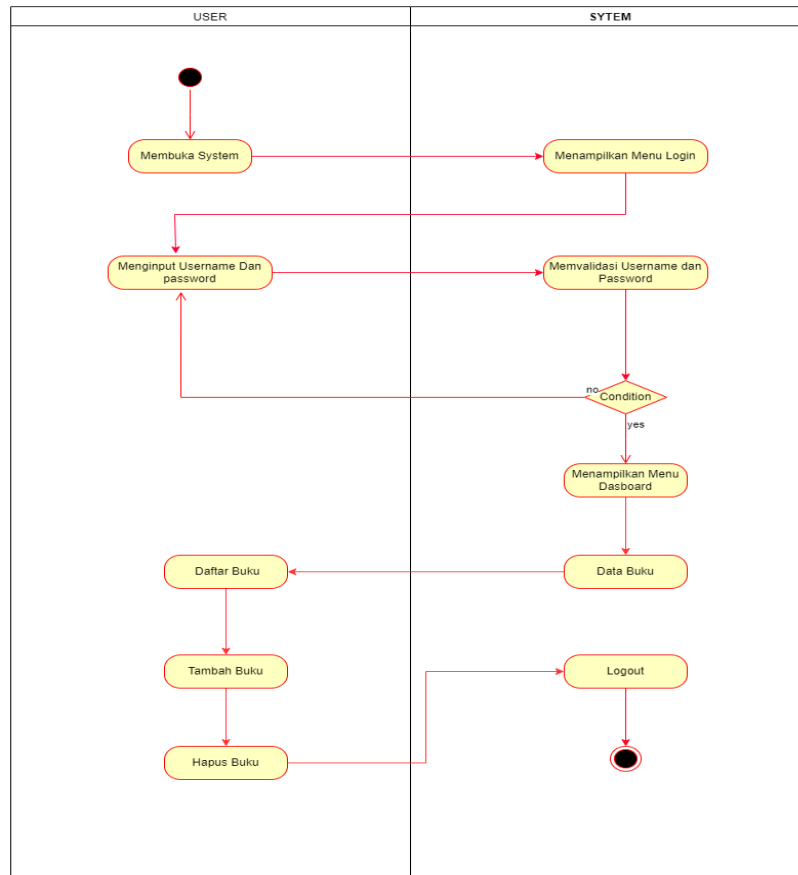 USER
SYTEM
Membuka System
Menampilkan Menu Login
Menginput Username Dan
password
Memvalidasi Username dan
Password
no
Condition
yes
Menampilkan Menu
Dasboard
Daftar Buku
Data Buku
Tambah Buku
Logout
Hapus Buku